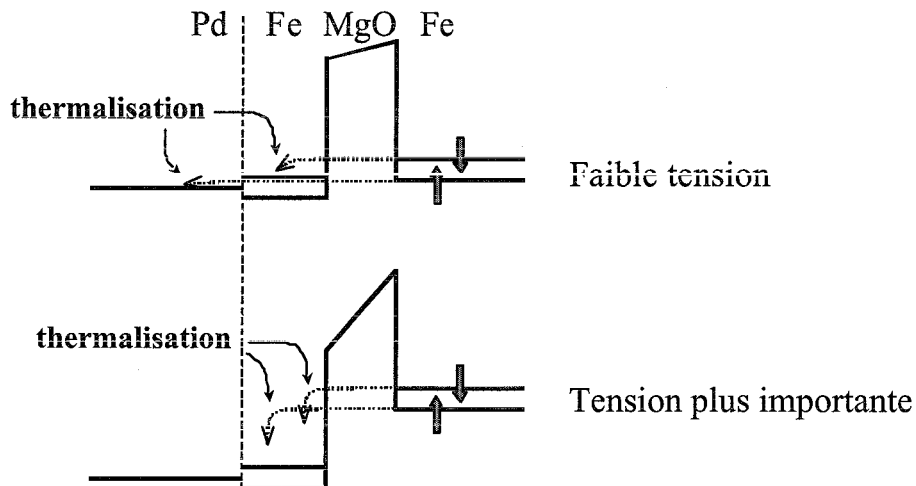 Pd Fe MgO Fe
thermalisation
Faible tension
thermalisation
Tension plus importante